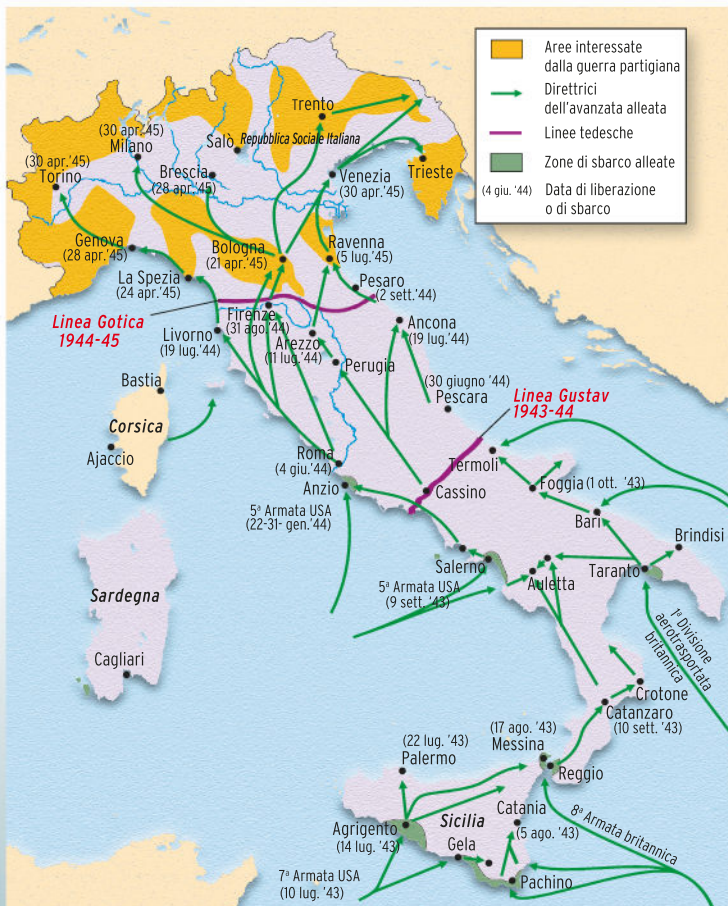 Aree interessate
dalla guerra partigiana
Direttrici
dell'avanzata alleata
Linee tedesche
Zone di sbarco alleate
(4 giu. '44) Data di liberazione
o di sbarco
Trento
(30 apr.'45)
Milano
Salò
Repubblica Sociale Italiana
(30 apr.'45)
Torino
Brescia
(28 apr.'45)
Venezia
(30 apr.'45)
Trieste
Genova
(28 apr.'45)
Bologna
(21 apr.'45)
Ravenna
(5 lug.'45)
La Spezia
(24 apr.'45)
Pesaro
(2 sett.'44)
Linea Gotica
1944-45
Firenze
(31 ago.'44)
Livorno
(19 lug.'44)
Arezzo
(11 lug.'44)
Ancona
(19 lug.'44)
Perugia
(30 giugno '44)
Pescara
Linea Gustav
1943-44
Bastia
Corsica
Ajaccio
Roma
(4 giu.'44)
Anzio
5ª Armata USA
(22-31- gen.'44)
Termoli
Cassino
Foggia (1 ott. '43)
Bari
Brindisi
Salerno
5ª Armata USA
(9 sett. '43)
Auletta
Taranto
Sardegna
Cagliari
1ª Divisione
aerotrasportata
britannica
Crotone
Catanzaro
(10 sett. '43)
(17 ago. '43)
Messina
Reggio
(22 lug. '43)
Palermo
Catania
(5 ago. '43)
Sicilia
8ª Armata britannica
Agrigento
(14 lug. '43)
Gela
7ª Armata USA
(10 lug. '43)
Pachino